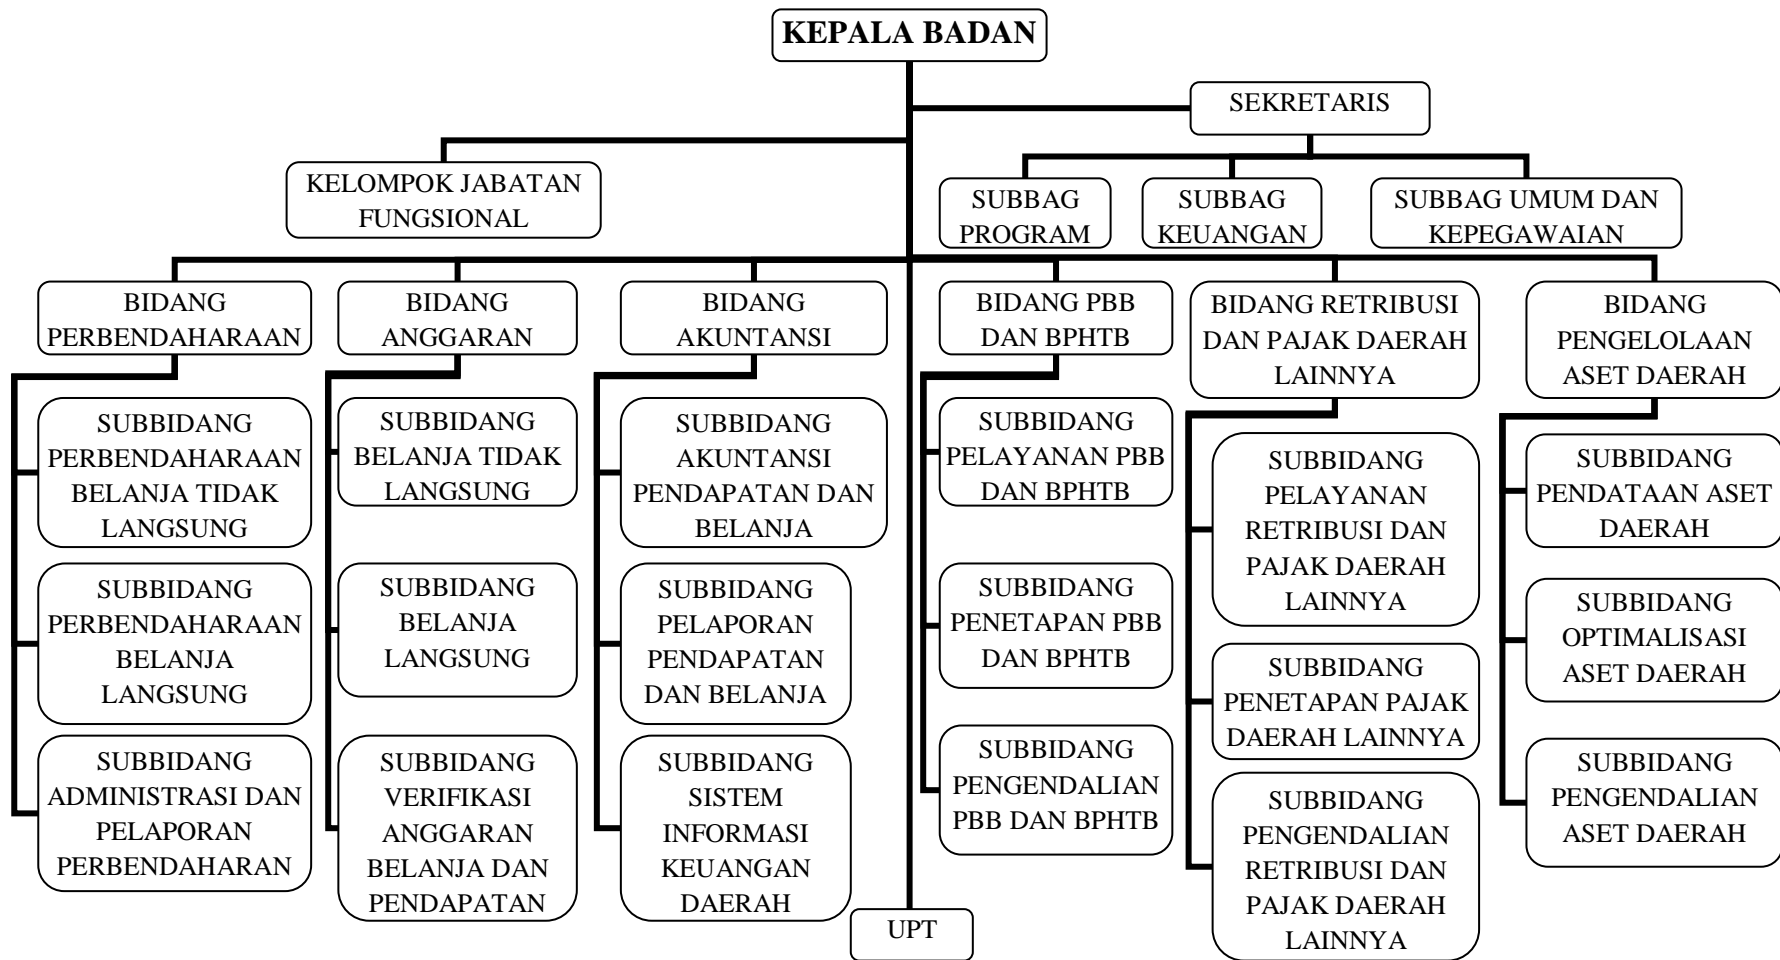 KEPALA BADAN
SEKRETARIS
KELOMPOK JABATAN
FUNGSIONAL
SUBBAG
PROGRAM
SUBBAG
KEUANGAN
SUBBAG UMUM DAN
KEPEGAWAIAN
BIDANG
PERBENDAHARAAN
BIDANG
ANGGARAN
BIDANG
AKUNTANSI
BIDANG PBB
DAN BPHTB
BIDANG RETRIBUSI
DAN PAJAK DAERAH
LAINNYA
BIDANG
PENGELOLAAN
ASET DAERAH
SUBBIDANG
PERBENDAHARAAN
BELANJA TIDAK
LANGSUNG
SUBBIDANG
BELANJA TIDAK
LANGSUNG
SUBBIDANG
AKUNTANSI
PENDAPATAN DAN
BELANJA
SUBBIDANG
PELAYANAN PBB
DAN BPHTB
SUBBIDANG
PELAYANAN
RETRIBUSI DAN
PAJAK DAERAH
LAINNYA
SUBBIDANG
PENDATAAN ASET
DAERAH
SUBBIDANG
PERBENDAHARAAN
BELANJA
LANGSUNG
SUBBIDANG
BELANJA
LANGSUNG
SUBBIDANG
PELAPORAN
PENDAPATAN
DAN BELANJA
SUBBIDANG
PENETAPAN PBB
DAN BPHTB
SUBBIDANG
PENETAPAN PAJAK
DAERAH LAINNYA
SUBBIDANG
OPTIMALISASI
ASET DAERAH
SUBBIDANG
ADMINISTRASI DAN
PELAPORAN
PERBENDAHARAN
SUBBIDANG
VERIFIKASI
ANGGARAN
BELANJA DAN
PENDAPATAN
SUBBIDANG
SISTEM
INFORMASI
KEUANGAN
DAERAH
SUBBIDANG
PENGENDALIAN
PBB DAN BPHTB
SUBBIDANG
PENGENDALIAN
RETRIBUSI DAN
PAJAK DAERAH
LAINNYA
SUBBIDANG
PENGENDALIAN
ASET DAERAH
UPT